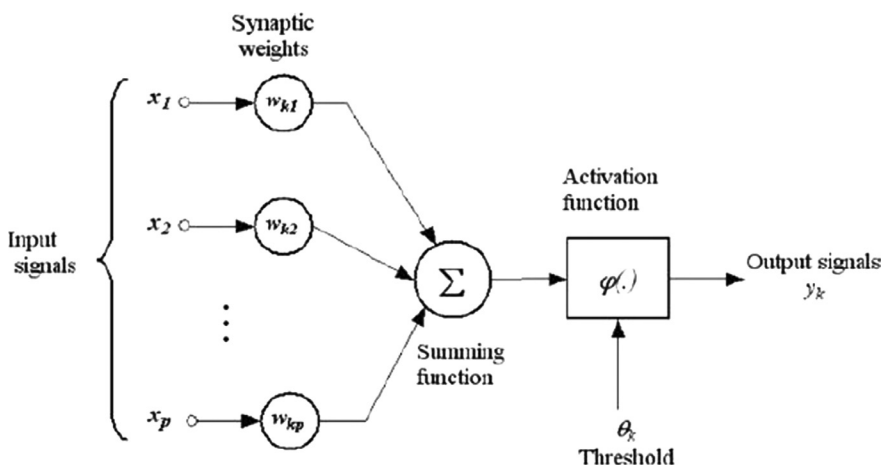 Synaptic
weights
x1
wk1
Activation
function
x2
wk2
Input
signals
Σ
φ(.)
Output signals
yk
Summing
function
xp
wkp
θk
Threshold